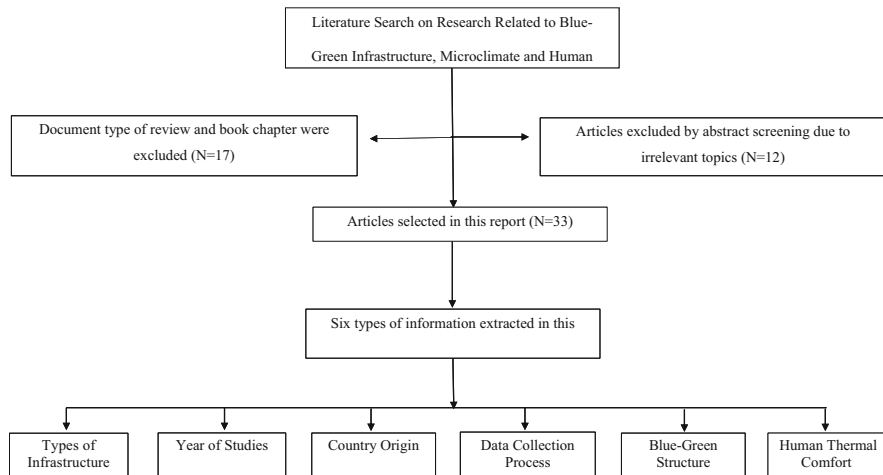 Literature Search on Research Related to Blue-
Green Infrastructure, Microclimate and Human
Document type of review and book chapter were
excluded (N=17)
Articles excluded by abstract screening due to
irrelevant topics (N=12)
Articles selected in this report (N=33)
Six types of information extracted in this
Types of
Infrastructure
Year of Studies
Country Origin
Data Collection
Process
Blue-Green
Structure
Human Thermal
Comfort